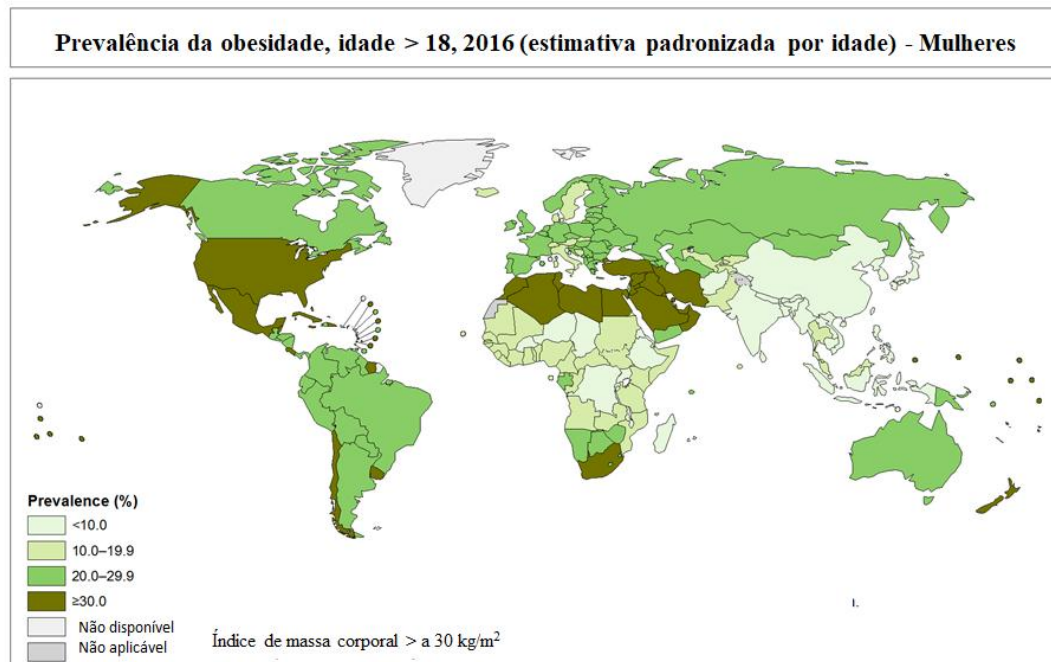 Prevalência da obesidade, idade > 18, 2016 (estimativa padronizada por idade) - Mulheres
Prevalence (%)
<10.0
10.0–19.9
20.0–29.9
≥30.0
Não disponível
Não aplicável
Índice de massa corporal > a 30 kg/m²